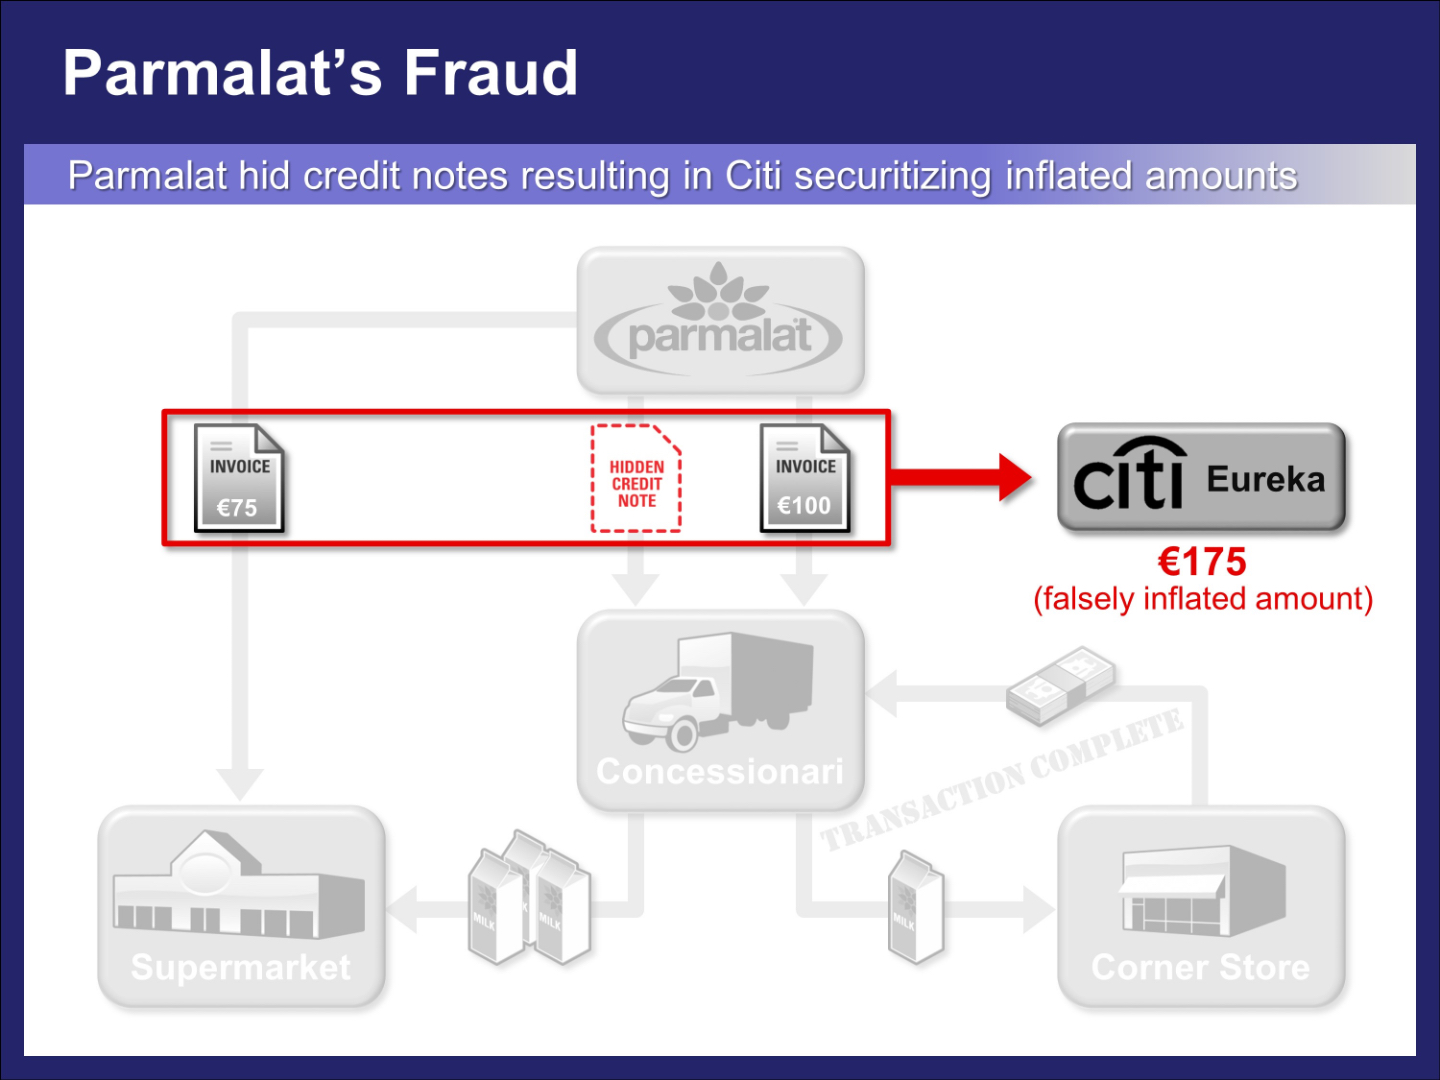 Parmalat’s Fraud
Parmalat hid credit notes resulting in Citi securitizing inflated amounts
parmalat
INVOICE
€75
HIDDEN
CREDIT
NOTE
INVOICE
€100
citi Eureka
€175
(falsely inflated amount)
Concessionari
TRANSACTION COMPLETE
MILK
MILK
MILK
Supermarket
Corner Store